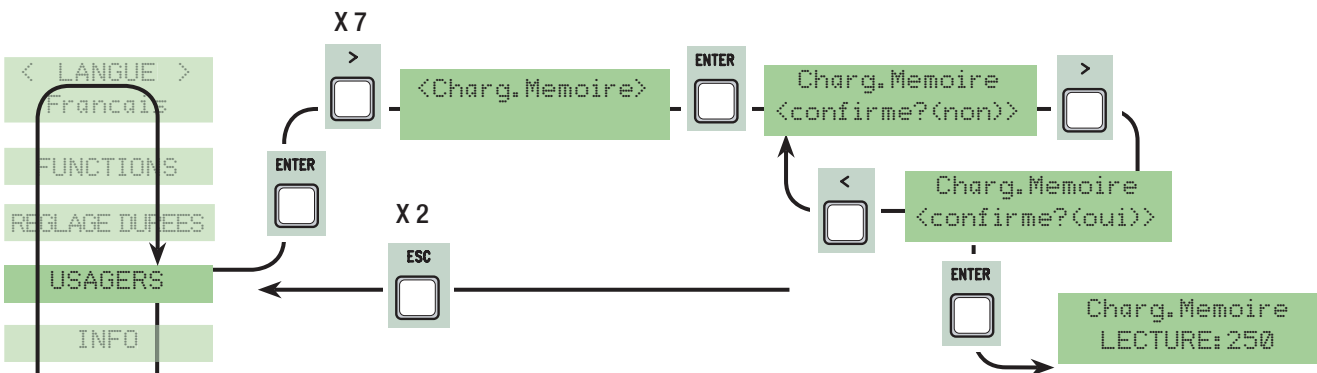 X 7
>
ENTER
< LANGUE >
Francais
<Charg.Memoire>
Charg.Memoire
<confirme?(non)>
>
FUNCTIONS
ENTER
<
Charg.Memoire
<confirme?(oui)>
REGLAGE DUREES
X 2
ESC
USAGERS
ENTER
INFO
Charg.Memoire
LECTURE:250